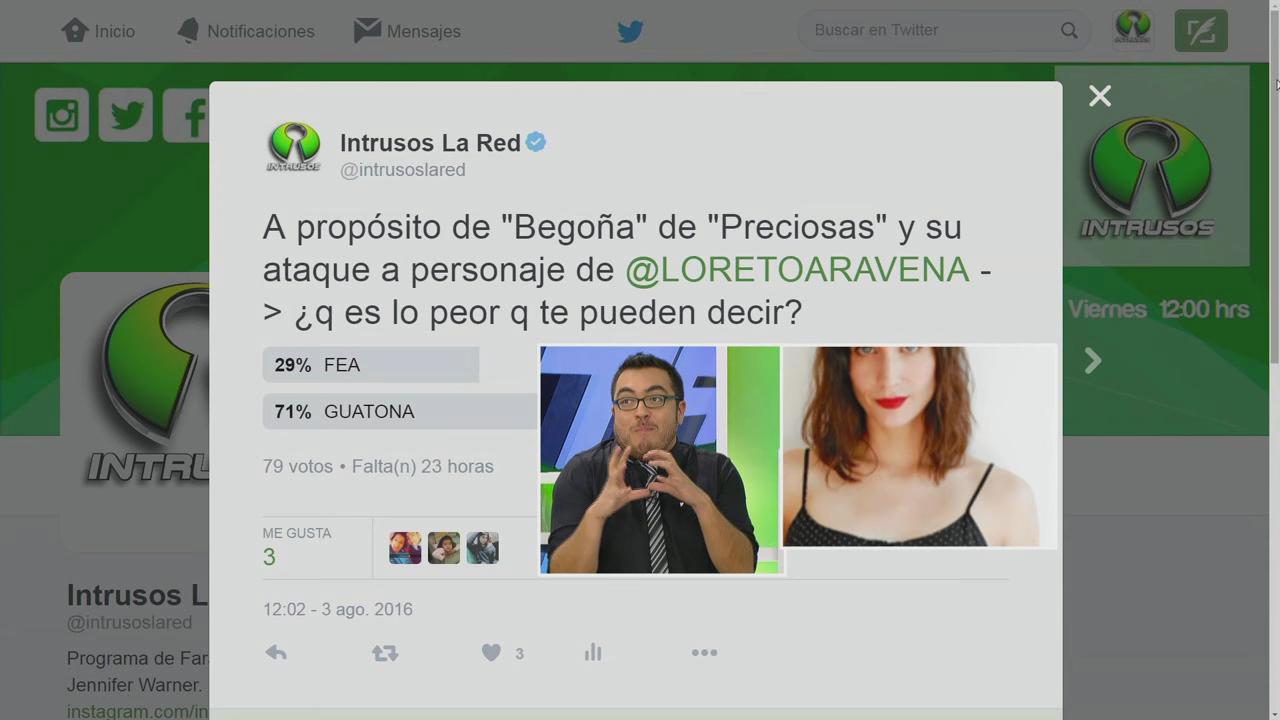 Inicio
Notificaciones
Mensajes
Buscar en Twitter
INTRUSOS
Intrusos La Red
@intrusoslared
A propósito de "Begoña" de "Preciosas" y su
ataque a personaje de @LORETOARAVENA -
> ¿q es lo peor q te pueden decir?
29% FEA
71% GUATONA
79 votos • Falta(n) 23 horas
ME GUSTA
3
12:02 - 3 ago. 2016
3
INTRUSOS
Viernes 12:00 hrs
INTRU
Intrusos L
@intrusoslared
Programa de Far
Jennifer Warner.
instagram.com/in